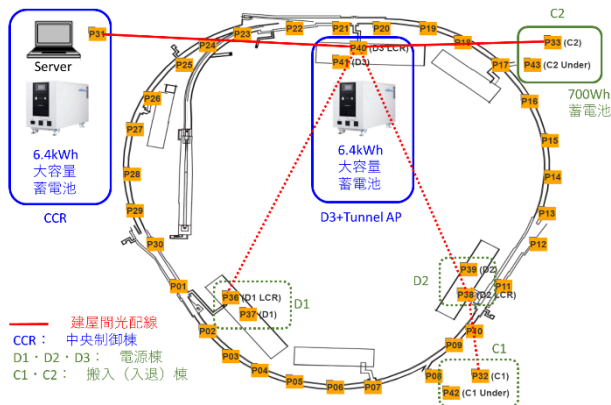 P31
Server
6.4kWh
大容量
蓄電池
CCR
P22
P21
P20
P19
P23
P24
P25
P26
P27
P28
P29
P30
P40 (D3 LCR)
P41 (D3)
6.4kWh
大容量
蓄電池
D3+Tunnel AP
C2
P33 (C2)
P43 (C2 Under)
700Wh
蓄電池
P18
P17
P16
P15
P14
P13
P12
P11
D2
P39 (D2)
P38 (D2 LCR)
P10
P09
P08
C1
P32 (C1)
P42 (C1 Under)
P01
P36 (D1 LCR)
P37 (D1)
D1
P02
P03
P04
P05
P06
P07
建屋間光配線
CCR： 中央制御棟
D1・D2・D3： 電源棟
C1・C2： 搬入（入退）棟